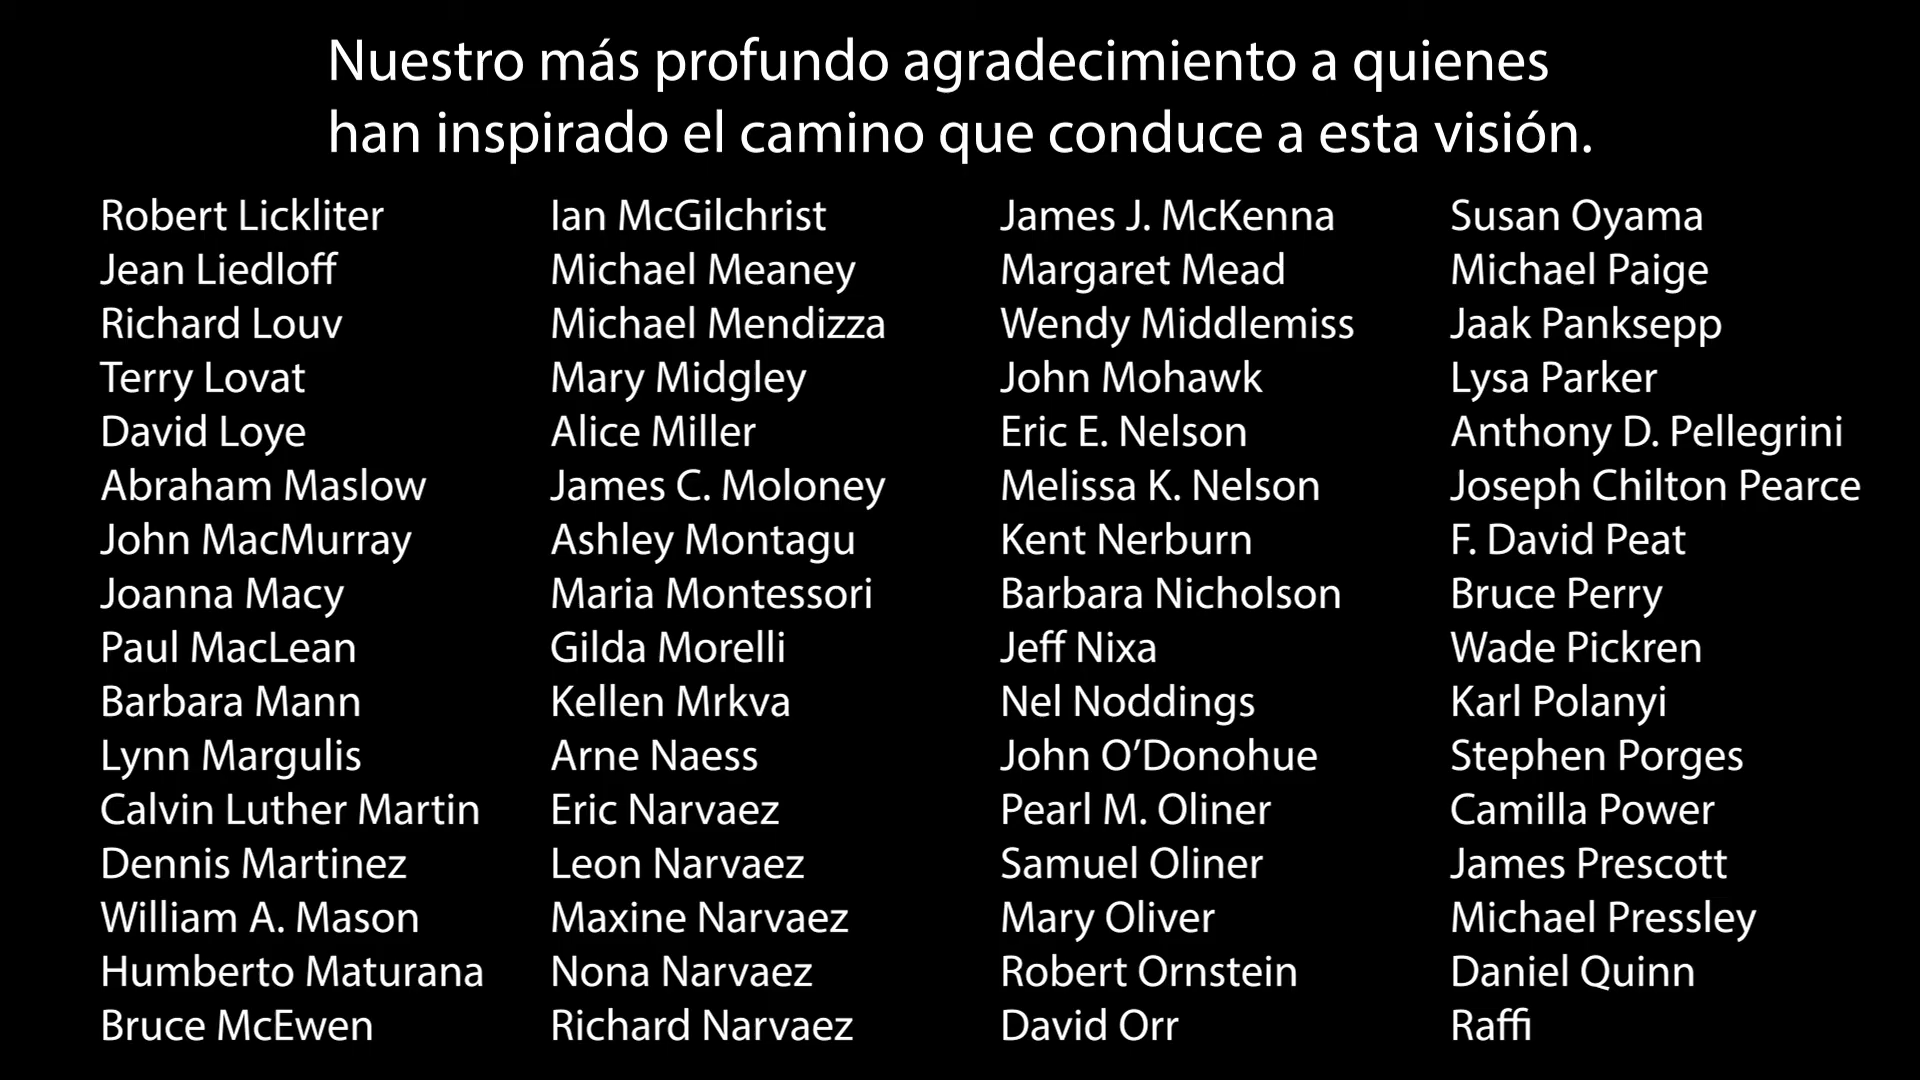 Nuestro más profundo agradecimiento a quienes
han inspirado el camino que conduce a esta visión.
Robert Lickliter
Jean Liedloff
Richard Louv
Terry Lovat
David Loye
Abraham Maslow
John MacMurray
Joanna Macy
Paul MacLean
Barbara Mann
Lynn Margulis
Calvin Luther Martin
Dennis Martinez
William A. Mason
Humberto Maturana
Bruce McEwen
Ian McGilchrist
Michael Meaney
Michael Mendizza
Mary Midgley
Alice Miller
James C. Moloney
Ashley Montagu
Maria Montessori
Gilda Morelli
Kellen Mrkva
Arne Naess
Eric Narvaez
Leon Narvaez
Maxine Narvaez
Nona Narvaez
Richard Narvaez
James J. McKenna
Margaret Mead
Wendy Middlemiss
John Mohawk
Eric E. Nelson
Melissa K. Nelson
Kent Nerburn
Barbara Nicholson
Jeff Nixa
Nel Noddings
John O’Donohue
Pearl M. Oliner
Samuel Oliner
Mary Oliver
Robert Ornstein
David Orr
Susan Oyama
Michael Paige
Jaak Panksepp
Lysa Parker
Anthony D. Pellegrini
Joseph Chilton Pearce
F. David Peat
Bruce Perry
Wade Pickren
Karl Polanyi
Stephen Porges
Camilla Power
James Prescott
Michael Pressley
Daniel Quinn
Raffi